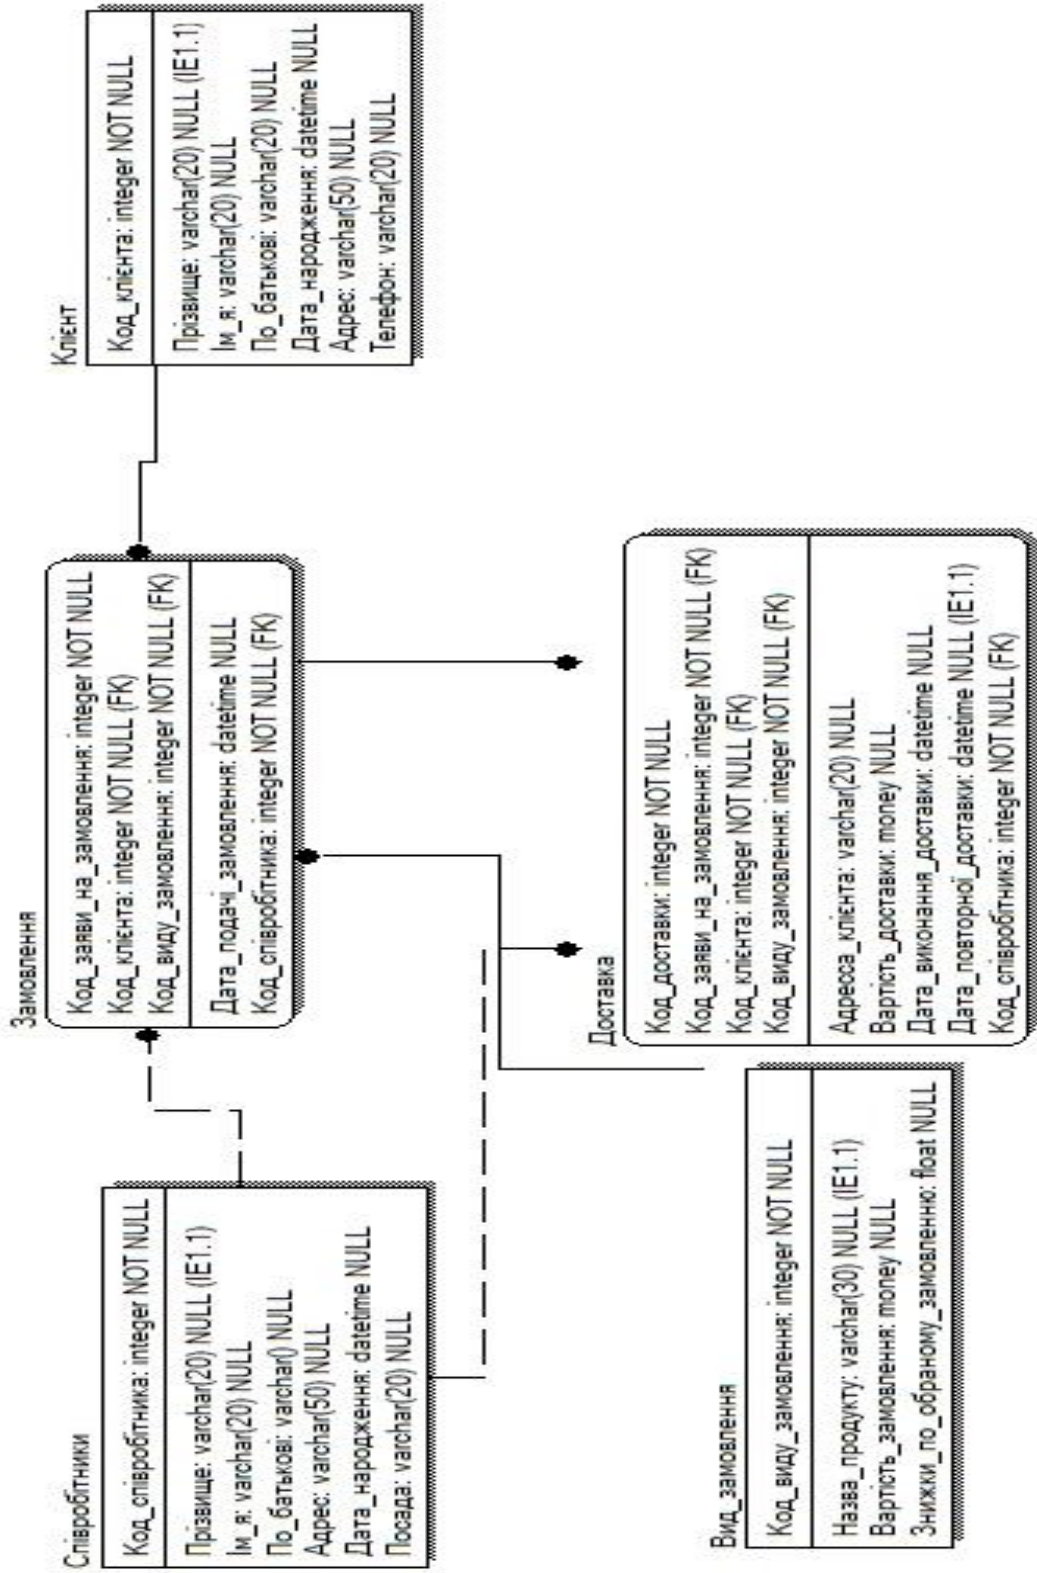 Співробітники
Код_співробітника: integer NOT NULL
Прізвище: varchar(20) NULL (IE1.1)
Ім_я: varchar(20) NULL
По_батькові: varchar() NULL
Адрес: varchar(50) NULL
Дата_народження: datetime NULL
Посада: varchar(20) NULL
Замовлення
Код_заяви_на_замовлення: integer NOT NULL
Код_клієнта: integer NOT NULL (FK)
Код_виду_замовлення: integer NOT NULL (FK)
Дата_подачі_замовлення: datetime NULL
Код_співробітника: integer NOT NULL (FK)
Клієнт
Код_клієнта: integer NOT NULL
Прізвище: varchar(20) NULL (IE1.1)
Ім_я: varchar(20) NULL
По_батькові: varchar(20) NULL
Дата_народження: datetime NULL
Адрес: varchar(50) NULL
Телефон: varchar(20) NULL
Вид_замовлення
Код_виду_замовлення: integer NOT NULL
Назва_продукту: varchar(30) NULL (IE1.1)
Вартість_замовлення: money NULL
Знижки_по_обраному_замовленню: float NULL
Доставка
Код_доставки: integer NOT NULL
Код_заяви_на_замовлення: integer NOT NULL (FK)
Код_клієнта: integer NOT NULL (FK)
Код_виду_замовлення: integer NOT NULL (FK)
Адресса_клієнта: varchar(20) NULL
Вартість_доставки: money NULL
Дата_виконання_доставки: datetime NULL
Дата_повторної_доставки: datetime NULL (IE1.1)
Код_співробітника: integer NOT NULL (FK)